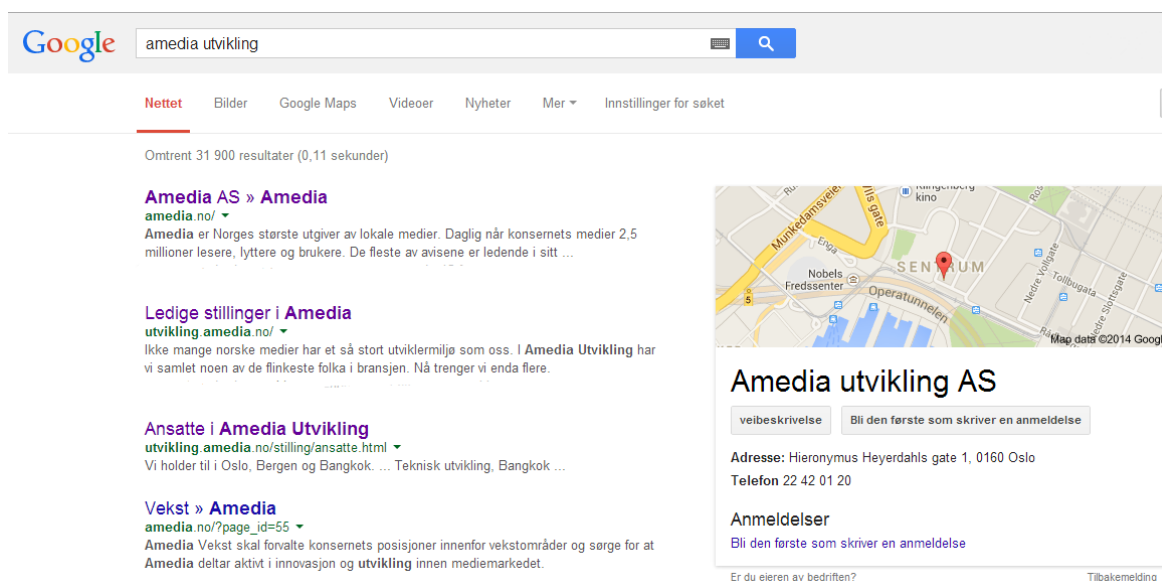 Google
amedia utvikling
Nettet Bilder Google Maps Videoer Nyheter Mer Innstillinger for søket
Omtrent 31 900 resultater (0,11 sekunder)
Amedia AS » Amedia
amedia.no/
Amedia er Norges største utgiver av lokale medier. Daglig når konsernets medier 2,5
millioner lesere, lyttere og brukere. De fleste av avisene er ledende i sitt ...
Ledige stillinger i Amedia
utvikling.amedia.no/
Ikke mange norske medier har et så stort utviklermiljø som oss. I Amedia Utvikling har
vi samlet noen av de flinkeste folka i bransjen. Nå trenger vi enda flere.
Ansatte i Amedia Utvikling
utvikling.amedia.no/stilling/ansatte.html
Vi holder til i Oslo, Bergen og Bangkok. ... Teknisk utvikling, Bangkok ...
Vekst » Amedia
amedia.no/?page_id=55
Amedia Vekst skal forvalte konsernets posisjoner innenfor vekstområder og sørge for at
Amedia deltar aktivt i innovasjon og utvikling innen mediemarkedet.
kino
Munkedamsveien
Enga
SENTRUM
Nobels
Fredssenter
Operatunnelen
Nedre Vollgate
Tollbugata
Nedre Slottsgate
5
Map data ©2014 Googl
Amedia utvikling AS
veibeskrivelse Bli den første som skriver en anmeldelse
Adresse: Hieronymus Heyerdahls gate 1, 0160 Oslo
Telefon 22 42 01 20
Anmeldelser
Bli den første som skriver en anmeldelse
Er du eieren av bedriften? Tilbakemelding